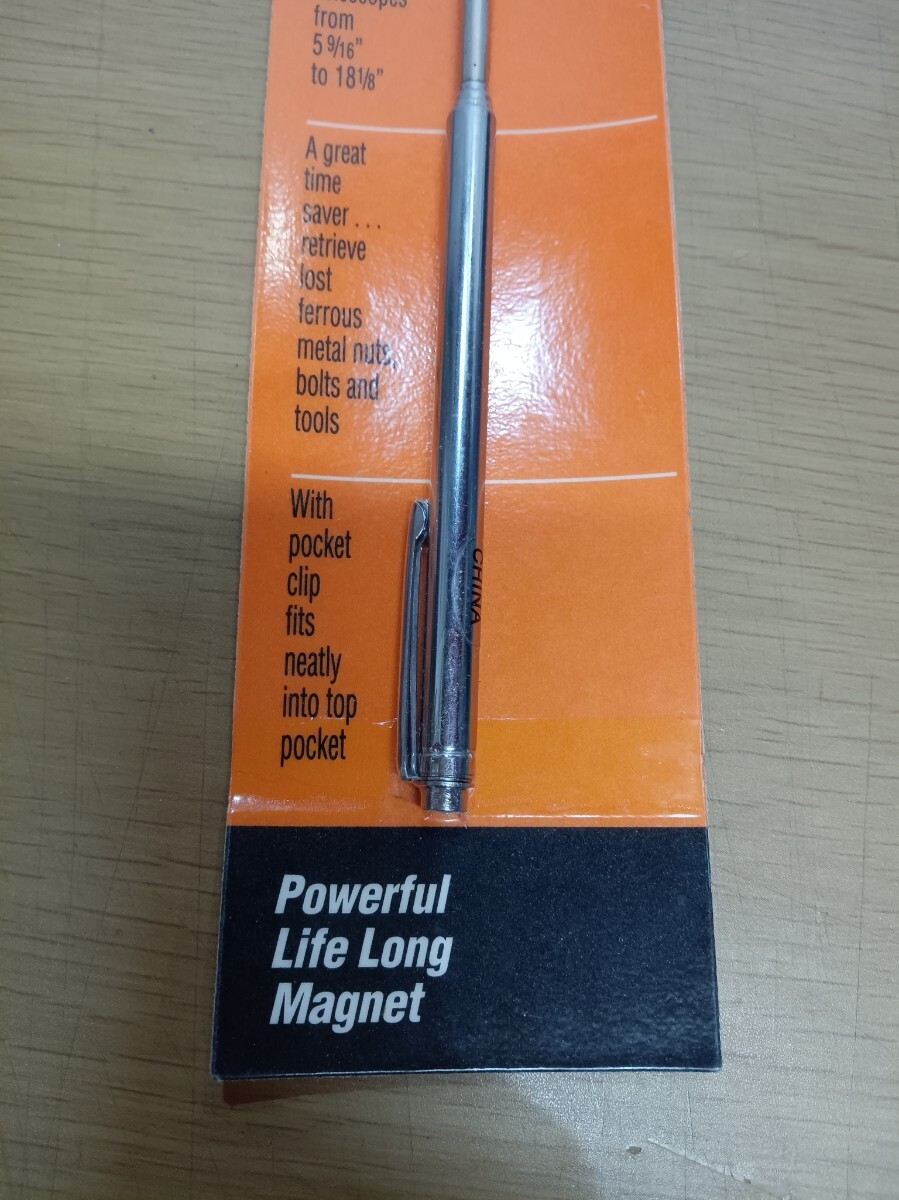 from
5 9/16"
to 18 1/8"
A great
time
saver . . .
retrieve
lost
ferrous
metal nuts,
bolts and
tools
With
pocket
clip
fits
neatly
into top
pocket
CHINA
Powerful
Life Long
Magnet